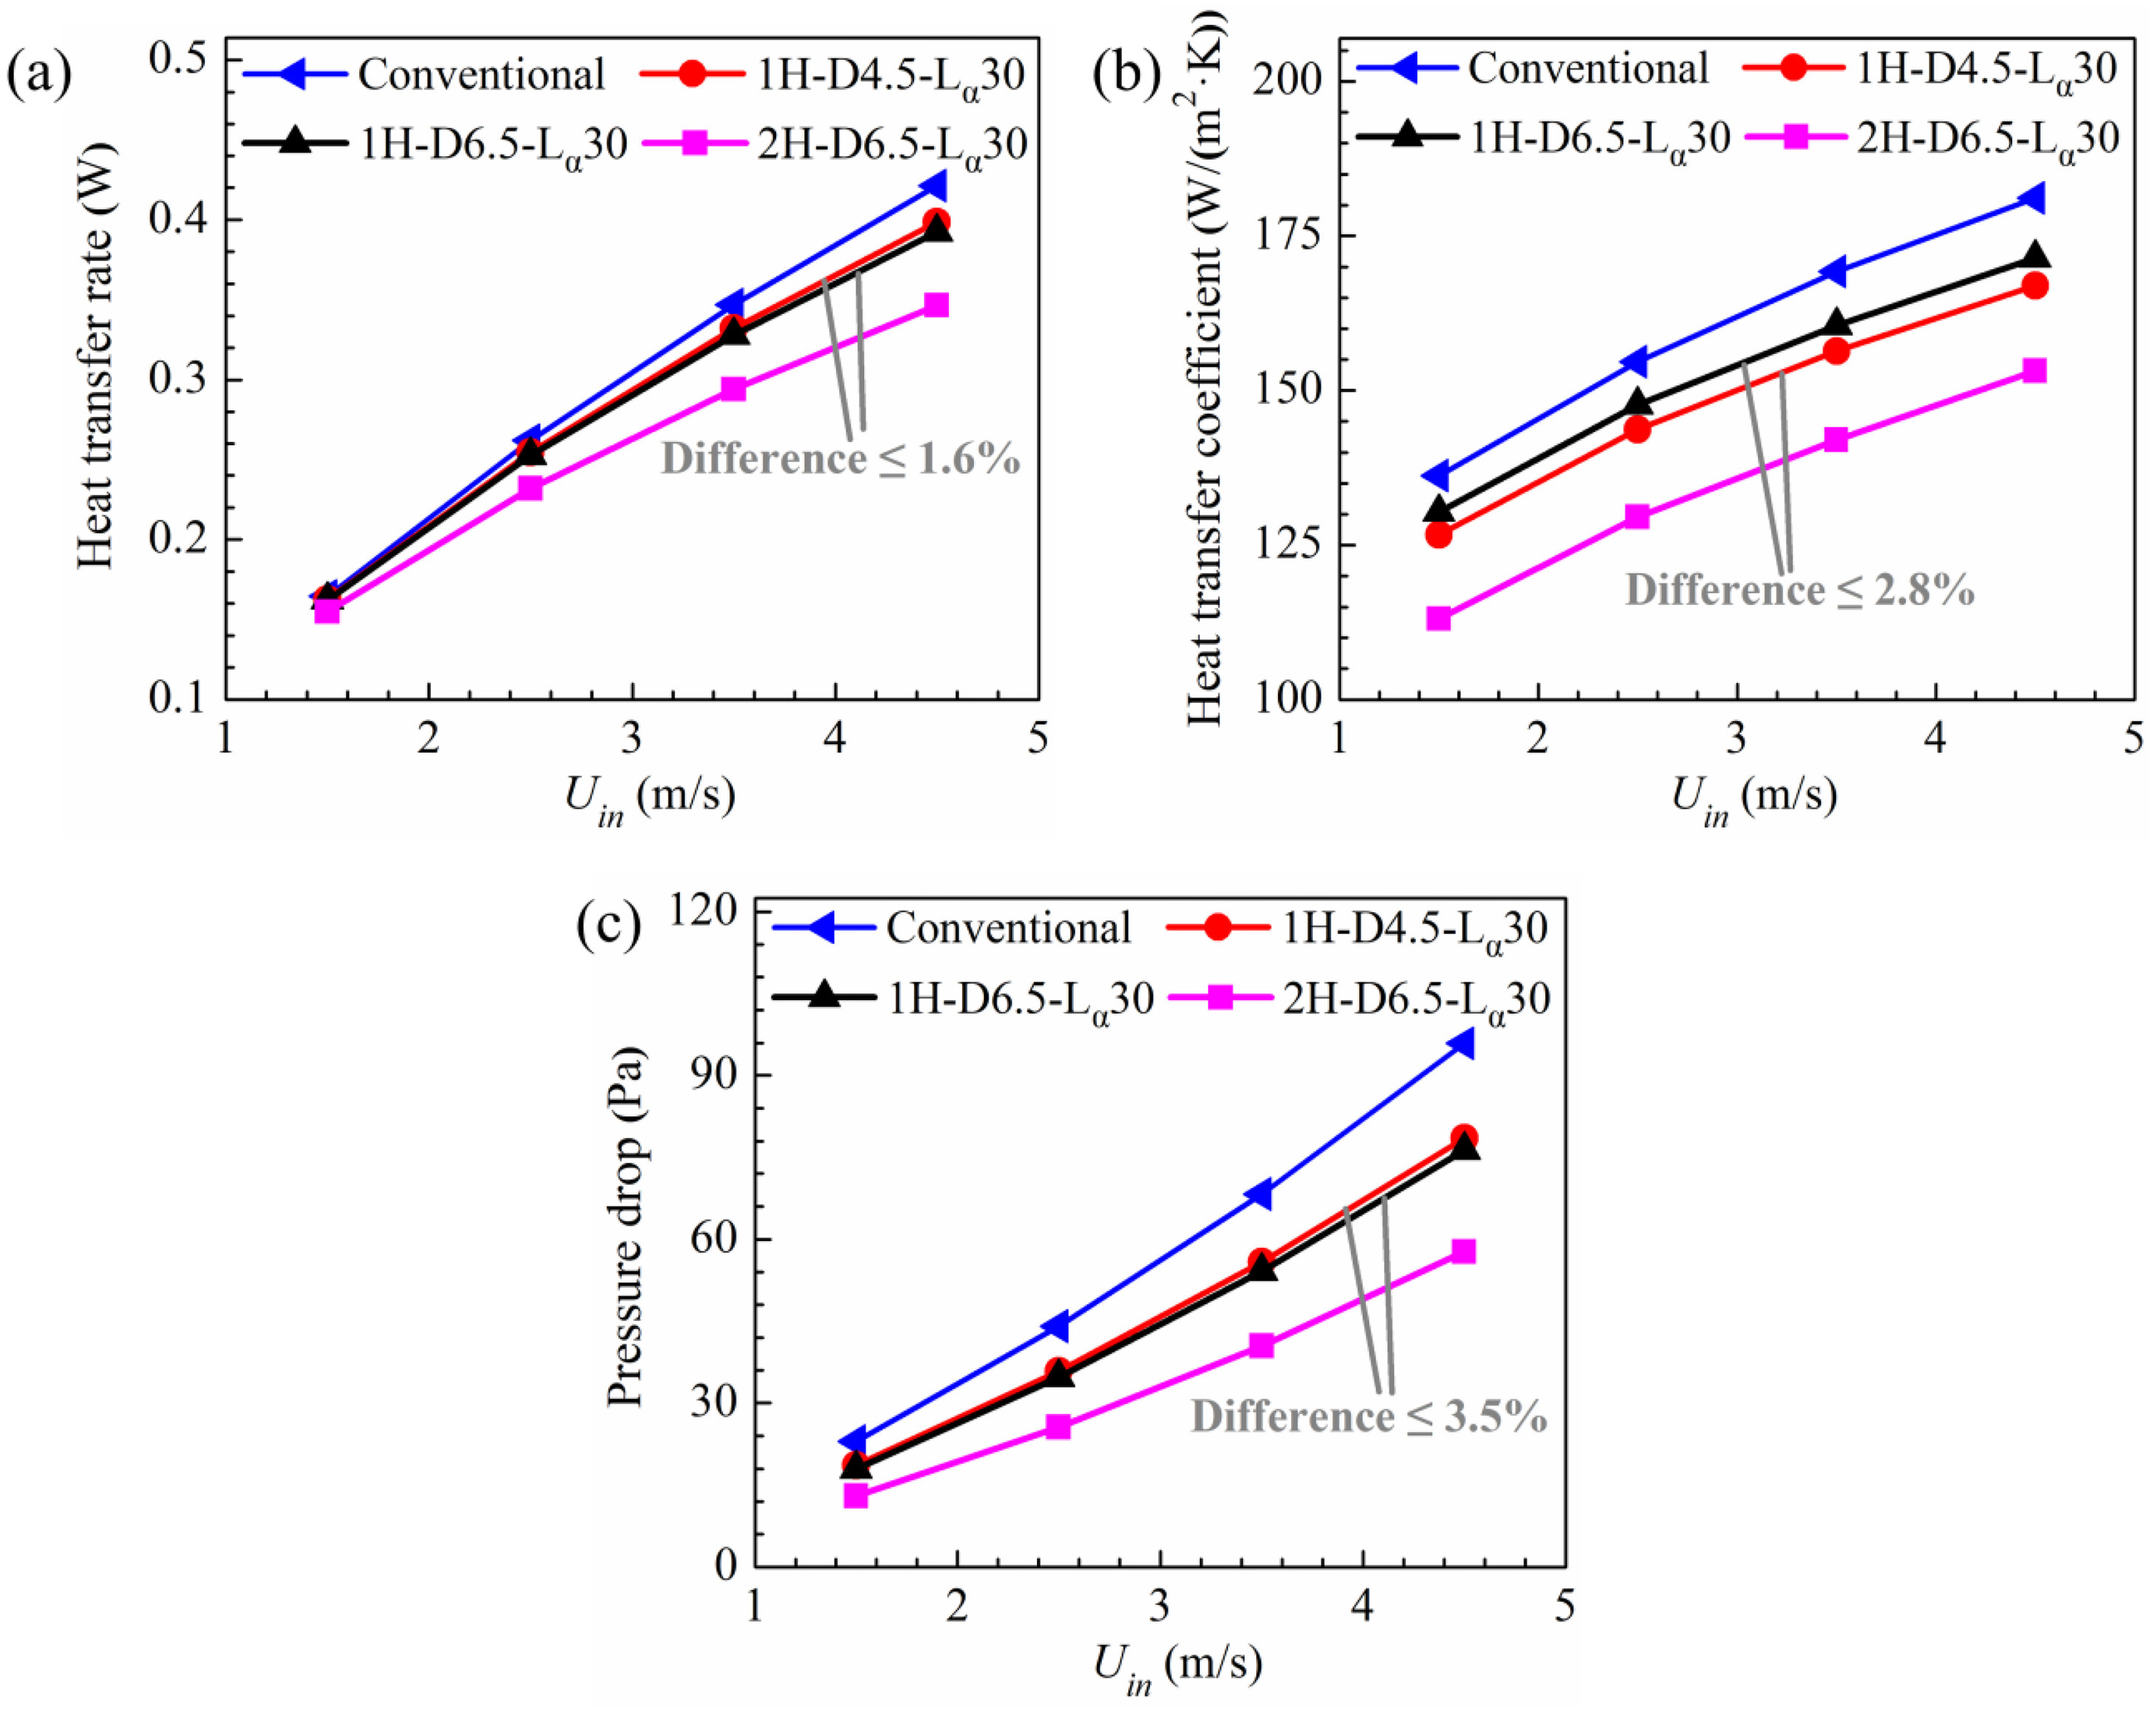 (a)
Conventional
1H-D4.5-Lα30
1H-D6.5-Lα30
2H-D6.5-Lα30
Heat transfer rate (W)
0.5
0.4
0.3
0.2
0.1
Difference ≤ 1.6%
1 2 3 4 5
Uin (m/s)
(b)
Conventional
1H-D4.5-Lα30
1H-D6.5-Lα30
2H-D6.5-Lα30
Heat transfer coefficient (W/(m²·K))
200
175
150
125
100
Difference ≤ 2.8%
1 2 3 4 5
Uin (m/s)
(c)
Conventional
1H-D4.5-Lα30
1H-D6.5-Lα30
2H-D6.5-Lα30
Pressure drop (Pa)
120
90
60
30
0
Difference ≤ 3.5%
1 2 3 4 5
Uin (m/s)